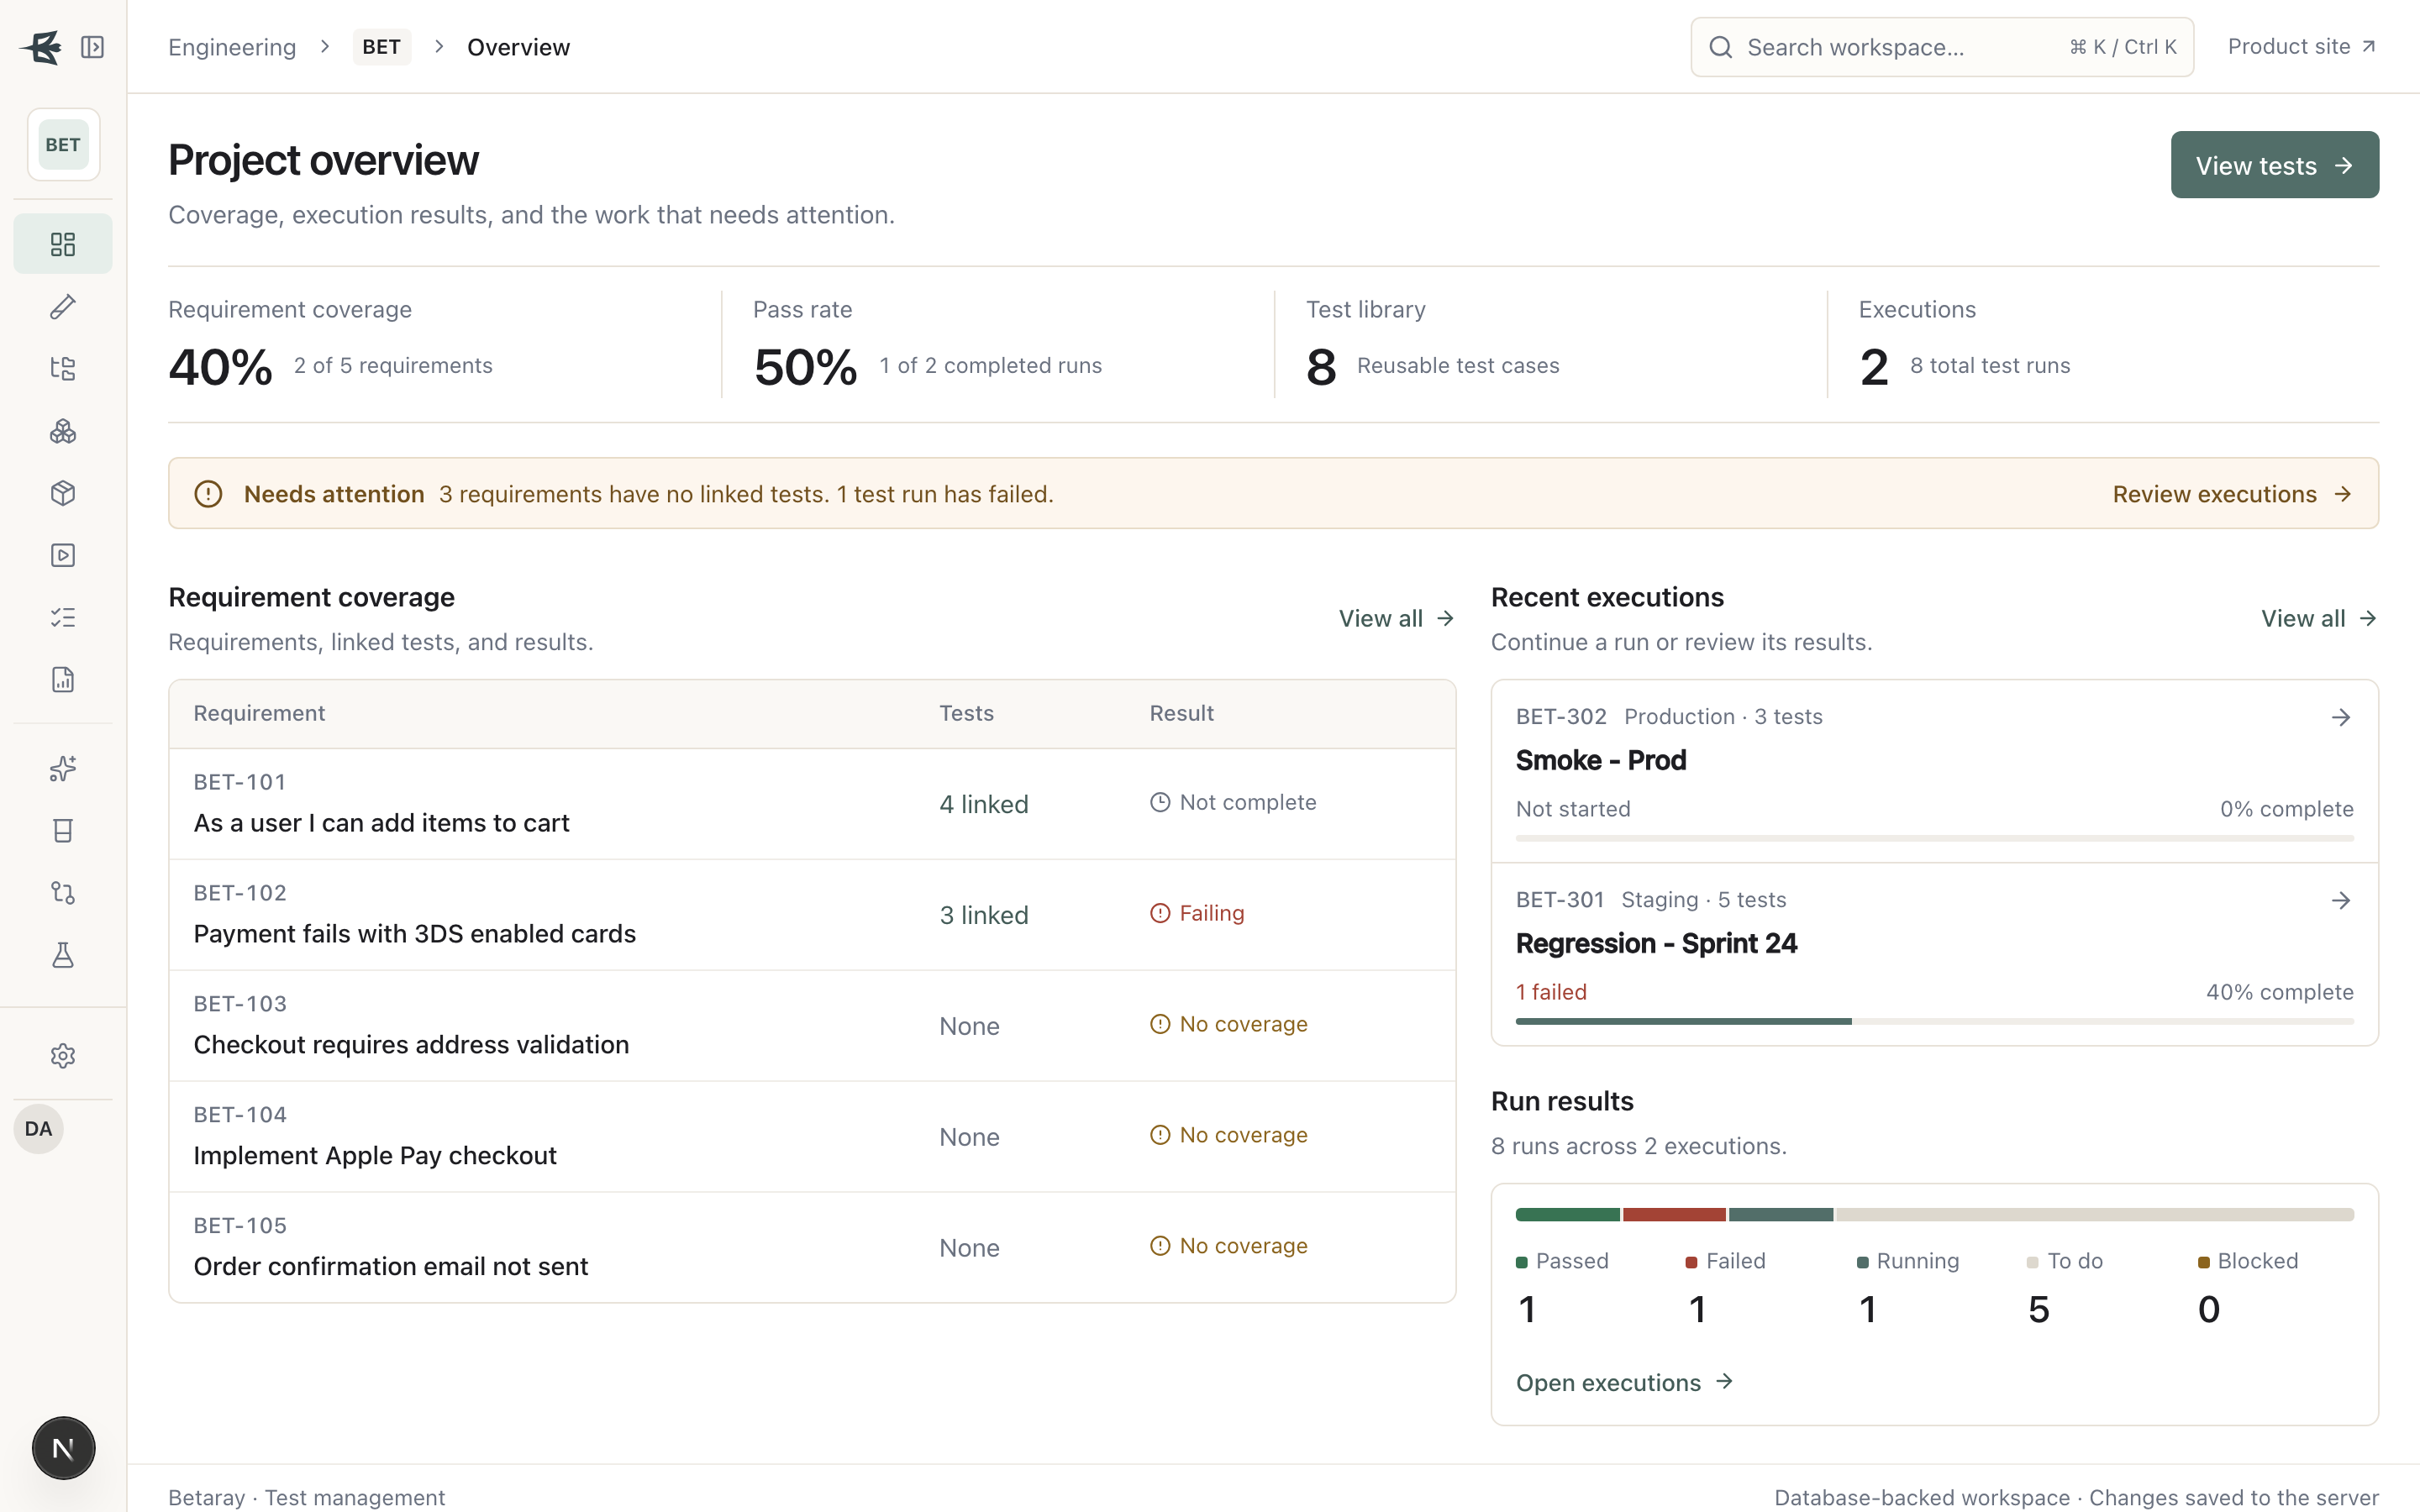 Engineering > BET > Overview
Search workspace... ⌘ K / Ctrl K
Product site ↗
BET
Project overview
Coverage, execution results, and the work that needs attention.
View tests →
Requirement coverage
40% 2 of 5 requirements
Pass rate
50% 1 of 2 completed runs
Test library
8 Reusable test cases
Executions
2 8 total test runs
Needs attention 3 requirements have no linked tests. 1 test run has failed.
Review executions →
Requirement coverage
Requirements, linked tests, and results.
View all →
Requirement Tests Result
BET-101
As a user I can add items to cart
4 linked
Not complete
BET-102
Payment fails with 3DS enabled cards
3 linked
Failing
BET-103
Checkout requires address validation
None
No coverage
BET-104
Implement Apple Pay checkout
None
No coverage
BET-105
Order confirmation email not sent
None
No coverage
Recent executions
Continue a run or review its results.
View all →
BET-302 Production · 3 tests
Smoke - Prod
Not started 0% complete
BET-301 Staging · 5 tests
Regression - Sprint 24
1 failed 40% complete
Run results
8 runs across 2 executions.
Passed Failed Running To do Blocked
1 1 1 5 0
Open executions →
DA
N
Betaray · Test management
Database-backed workspace · Changes saved to the server